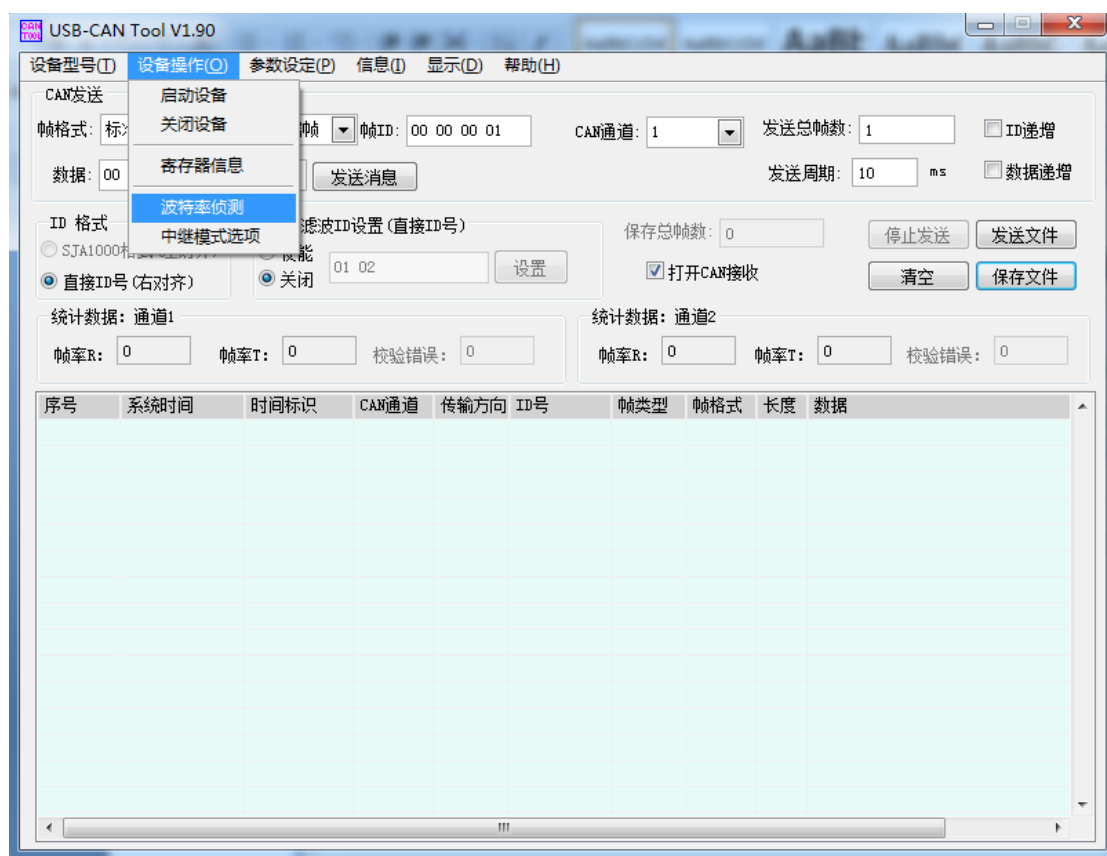 CAN TOOL USB-CAN Tool V1.90
设备型号(T) 设备操作(O) 参数设定(P) 信息(I) 显示(D) 帮助(H)
CAN发送
启动设备
关闭设备
寄存器信息
波特率侦测
中继模式选项
帧格式: 标 帧 帧ID: 00 00 00 01 CAN通道: 1 发送总帧数: 1 ID递增
数据: 00 发送消息 发送周期: 10 ms 数据递增
ID 格式 滤波ID设置(直接ID号) 保存总帧数: 0 停止发送 发送文件
SJA1000
直接ID号(右对齐) 关闭 01 02 设置 打开CAN接收 清空 保存文件
统计数据: 通道1 统计数据: 通道2
帧率R: 0 帧率T: 0 校验错误: 0 帧率R: 0 帧率T: 0 校验错误: 0
序号 系统时间 时间标识 CAN通道 传输方向 ID号 帧类型 帧格式 长度 数据